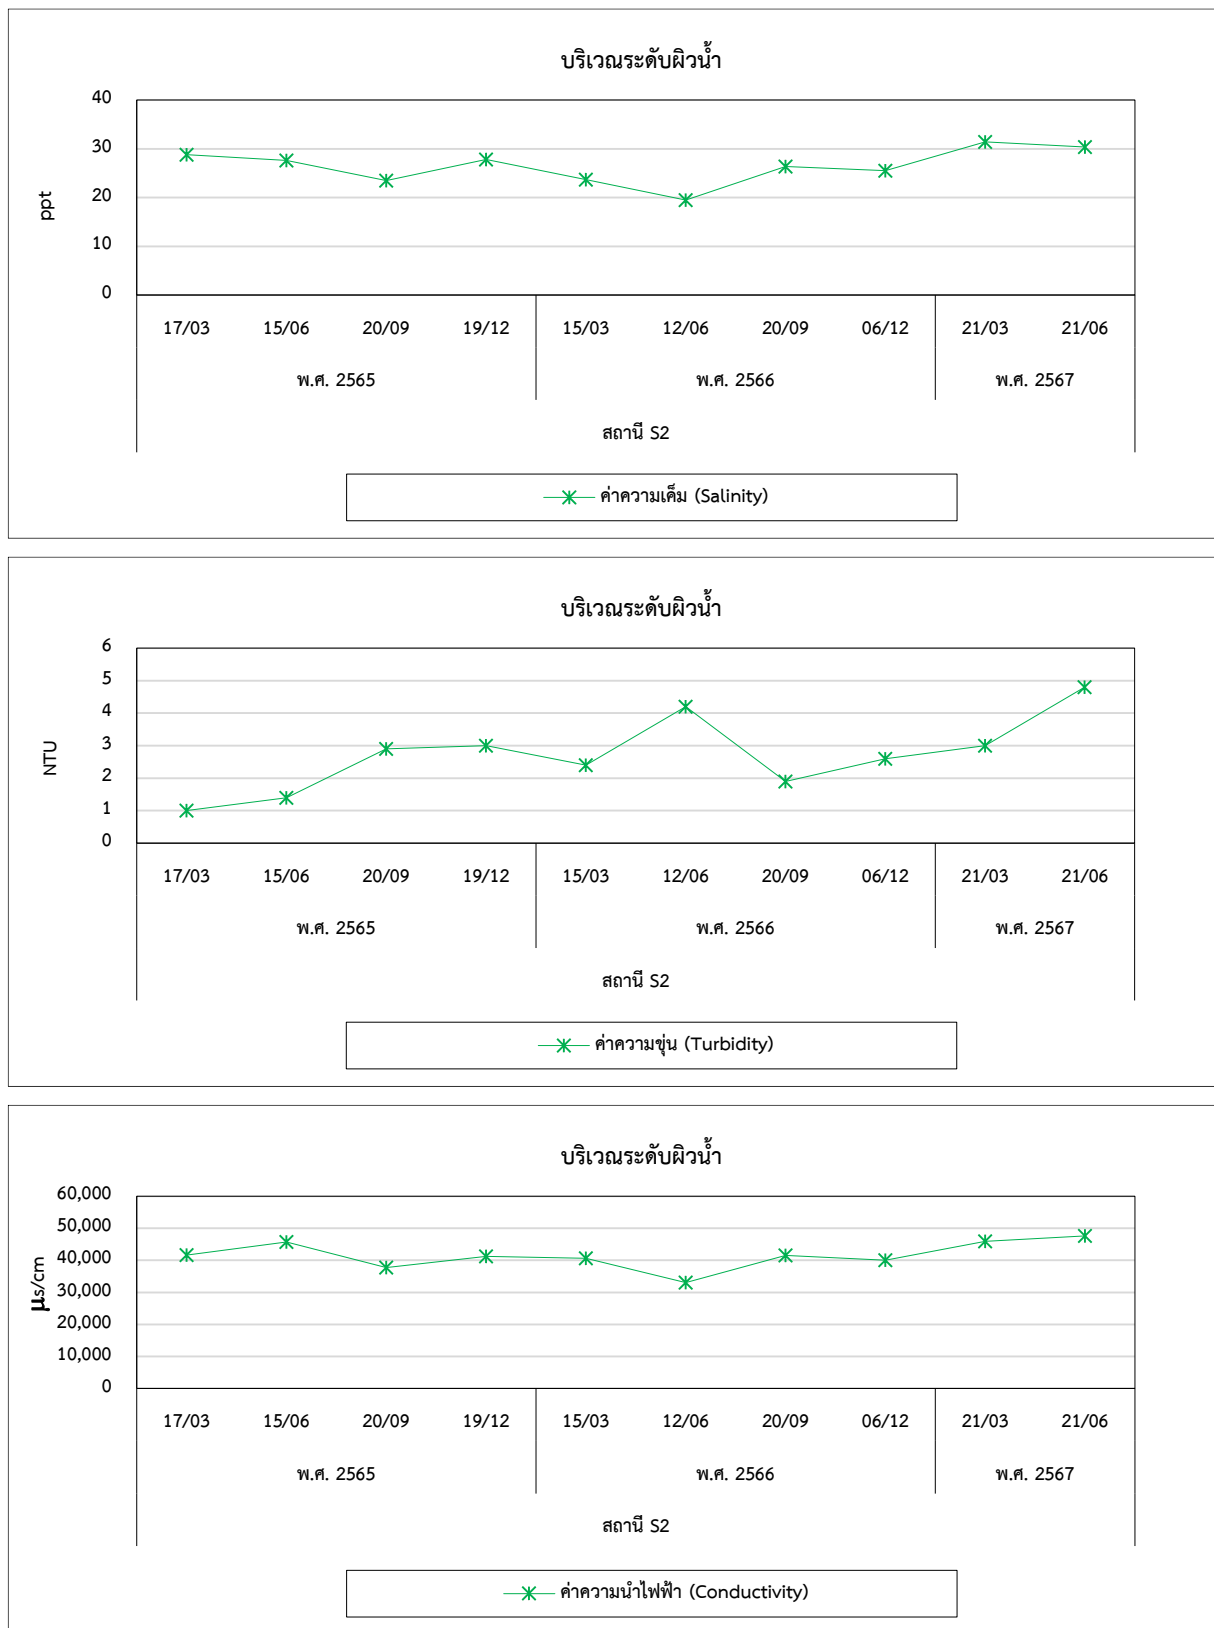 บริเวณระดับผิวน้ำ
40
30
20
10
0
ppt
17/03 15/06 20/09 19/12 15/03 12/06 20/09 06/12 21/03 21/06
พ.ศ. 2565 พ.ศ. 2566 พ.ศ. 2567
สถานี S2
ค่าความเค็ม (Salinity)
บริเวณระดับผิวน้ำ
6
5
4
3
2
1
0
NTU
17/03 15/06 20/09 19/12 15/03 12/06 20/09 06/12 21/03 21/06
พ.ศ. 2565 พ.ศ. 2566 พ.ศ. 2567
สถานี S2
ค่าความขุ่น (Turbidity)
บริเวณระดับผิวน้ำ
60,000
50,000
40,000
30,000
20,000
10,000
0
µs/cm
17/03 15/06 20/09 19/12 15/03 12/06 20/09 06/12 21/03 21/06
พ.ศ. 2565 พ.ศ. 2566 พ.ศ. 2567
สถานี S2
ค่าความนำไฟฟ้า (Conductivity)